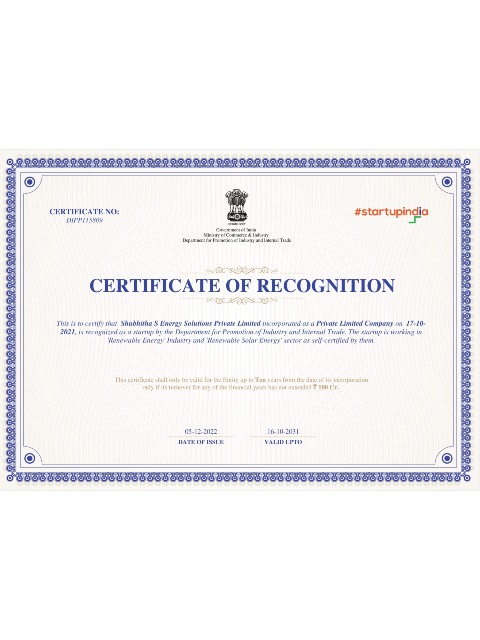 CERTIFICATE NO:
DIPP115809
#startupindia
Government of India
Ministry of Commerce & Industry
Department for Promotion of Industry and Internal Trade
CERTIFICATE OF RECOGNITION
This is to certify that Shubhitha S Energy Solutions Private Limited incorporated as a Private Limited Company on 17-10-
2021, is recognized as a startup by the Department for Promotion of Industry and Internal Trade. The startup is working in
'Renewable Energy' Industry and 'Renewable Solar Energy' sector as self-certified by them.
This certificate shall only be valid for the Entity up to Ten years from the date of its incorporation
only if its turnover for any of the financial years has not exceeded ₹ 100 Cr.
05-12-2022
16-10-2031
DATE OF ISSUE
VALID UPTO